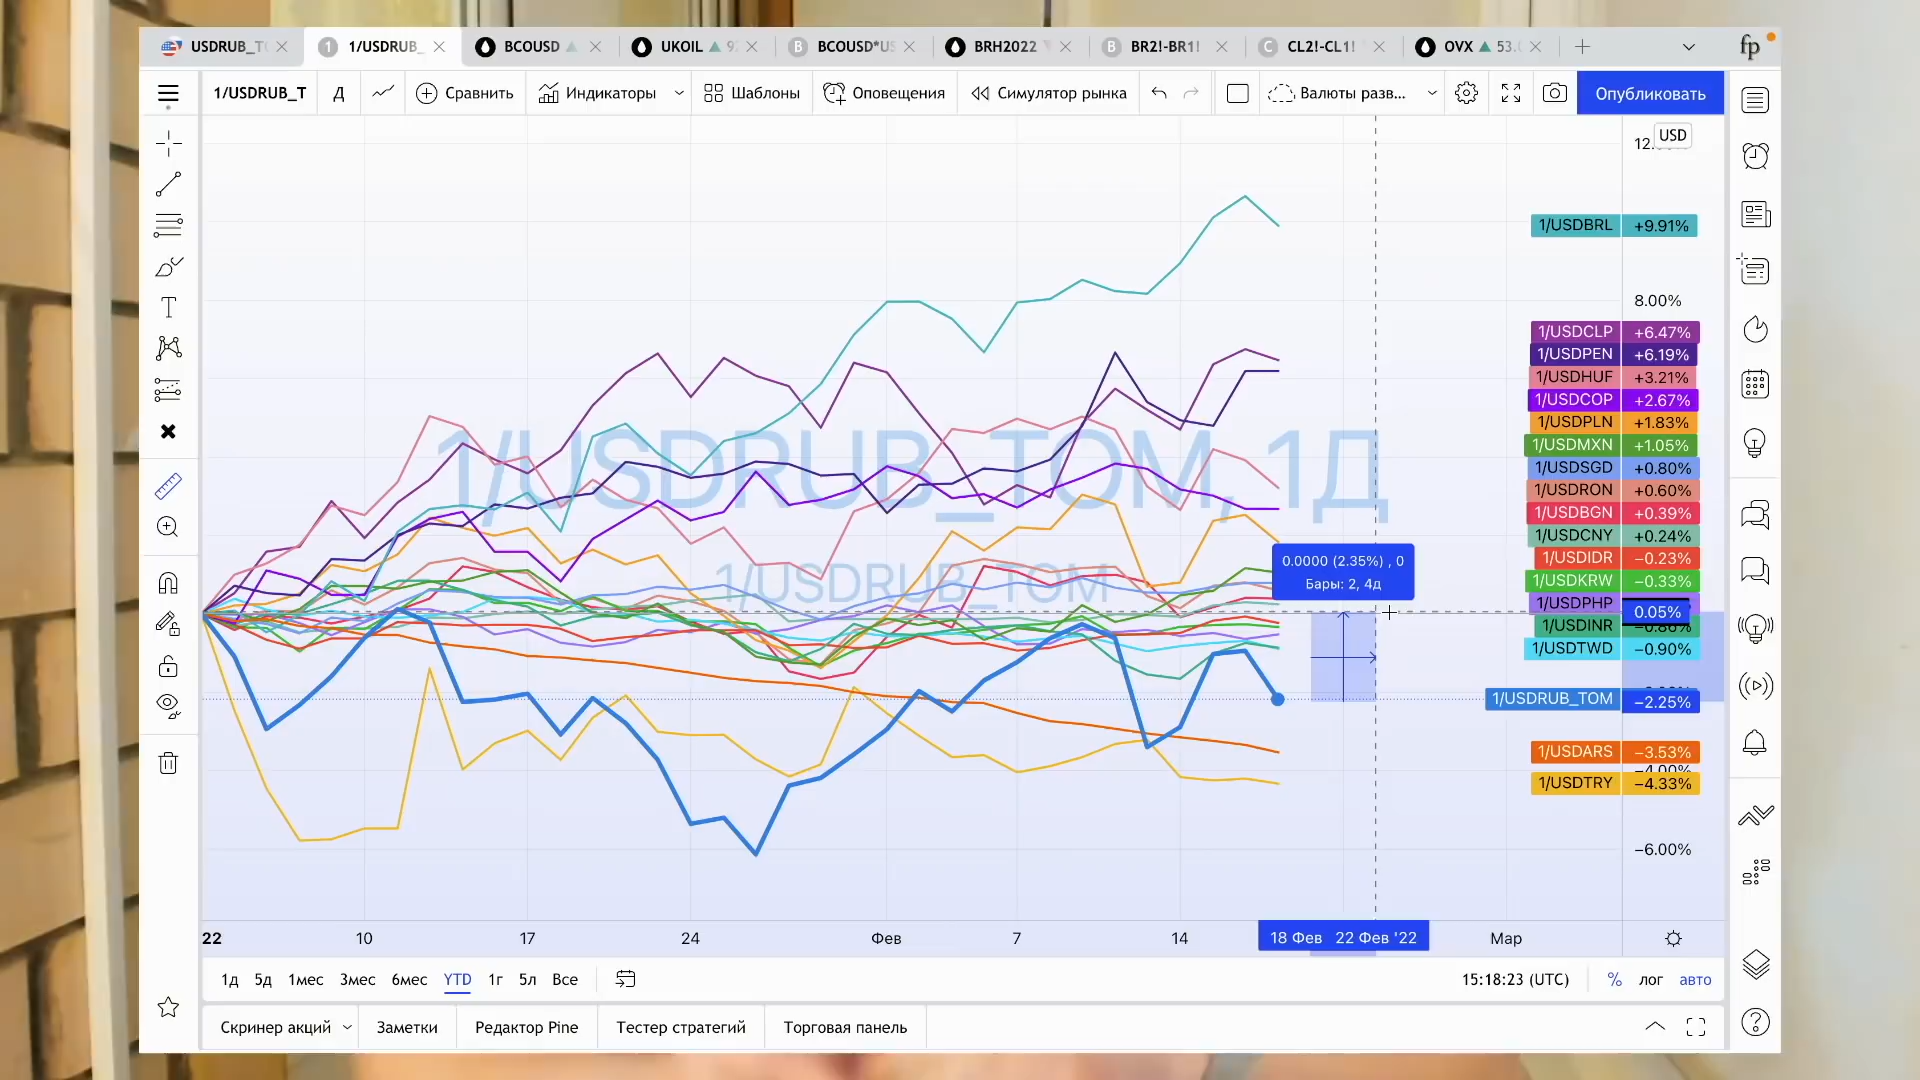 USDRUB_T
1/USDRUB_
BCOUSD
UKOIL
BCOUSD*US
BRH2022
BR2!-BR1!
CL2!-CL1!
OVX 53.
fp
1/USDRUB_T
Д
Сравнить
Индикаторы
Шаблоны
Оповещения
Симулятор рынка
Валюты разв...
Опубликовать
USD
1/USDBRL +9.91%
8.00%
1/USDCLP +6.47%
1/USDPEN +6.19%
1/USDHUF +3.21%
1/USDCOP +2.67%
1/USDPLN +1.83%
1/USDMXN +1.05%
1/USDSGD +0.80%
1/USDRON +0.60%
1/USDBGN +0.39%
1/USDCNY +0.24%
1/USDIDR −0.23%
1/USDKRW −0.33%
1/USDPHP
0.05%
1/USDINR −0.86%
1/USDTWD −0.90%
1/USDRUB_TOM −2.25%
1/USDARS −3.53%
−4.00%
1/USDTRY −4.33%
−6.00%
1/USDRUB_TOM, 1Д
1/USDRUB_TOM
0.0000 (2.35%) , 0
Бары: 2, 4д
22 10 17 24 Фев 7 14 18 Фев 22 Фев '22 Мар
1д 5д 1мес 3мес 6мес YTD 1г 5л Все
15:18:23 (UTC) % лог авто
Скринер акций Заметки Редактор Pine Тестер стратегий Торговая панель